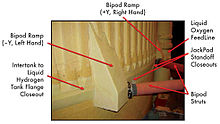 Bipod Ramp
(+Y, Right Hand)
Bipod Ramp
(-Y, Left Hand)
Liquid
Oxygen
FeedLine
JackPad
Standoff
Closeouts
Intertank to
Liquid
Hydrogen
Tank Flange
Closeout
Bipod
Struts